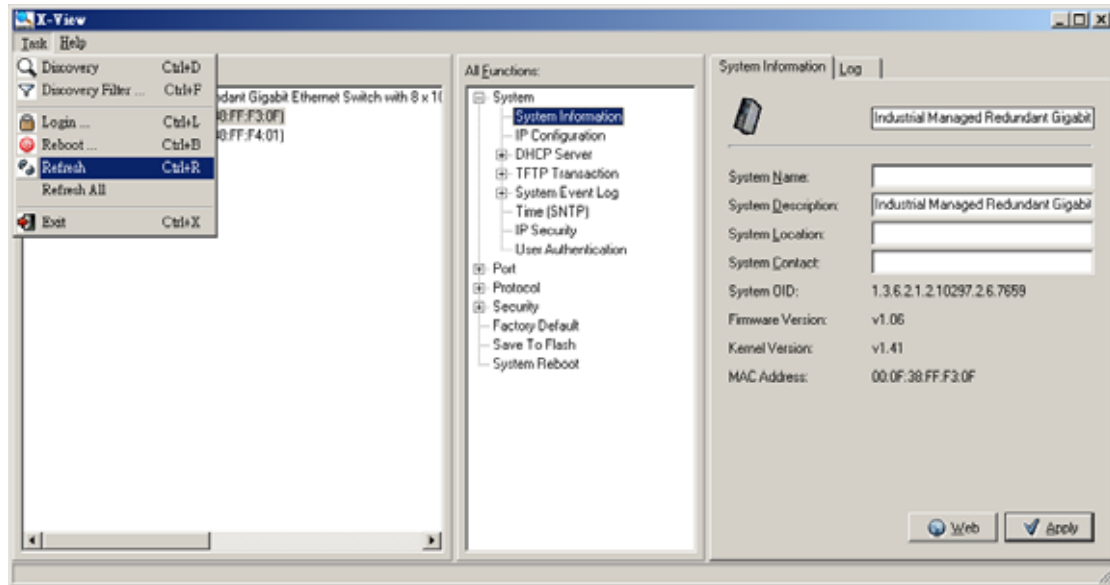 X-View
Task Help
Discovery Ctrl+D
Discovery Filter ... Ctrl+F
Login ... Ctrl+L
Reboot ... Ctrl+B
Refresh Ctrl+R
Refresh All
Exit Ctrl+X
dant Gigabit Ethernet Switch with 8 x 1
8:FF:F3:0F)
8:FF:F4:01)
All Functions:
System
System Information
IP Configuration
DHCP Server
TFTP Transaction
System Event Log
Time (SNTP)
IP Security
User Authentication
Port
Protocol
Security
Factory Default
Save To Flash
System Reboot
System Information Log
Industrial Managed Redundant Gigabit
System Name:
System Description: Industrial Managed Redundant Gigabit
System Location:
System Contact:
System OID: 1.3.6.2.1.2.10297.2.6.7659
Firmware Version: v1.06
Kernel Version: v1.41
MAC Address: 00:0F:38:FF:F3:0F
Web Apply